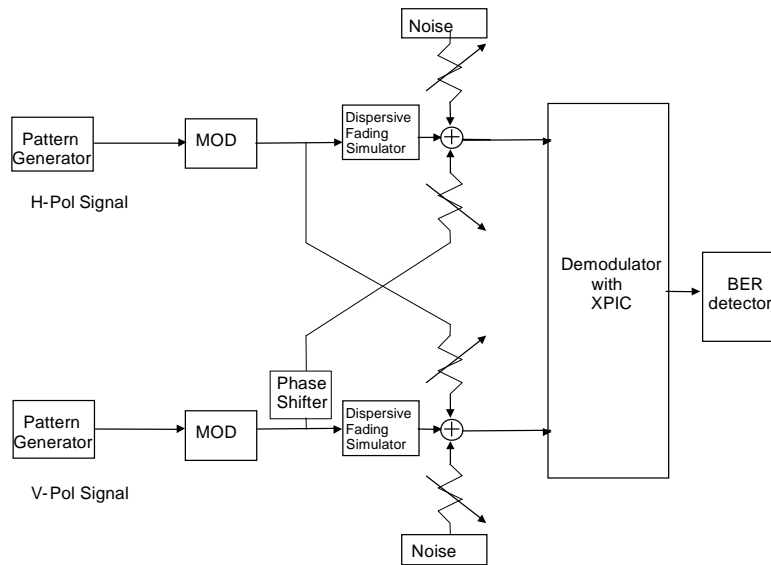 Noise
Pattern
Generator
MOD
Dispersive
Fading
Simulator
H-Pol Signal
Demodulator
with
XPIC
BER
detector
Phase
Shifter
Pattern
Generator
MOD
Dispersive
Fading
Simulator
V-Pol Signal
Noise